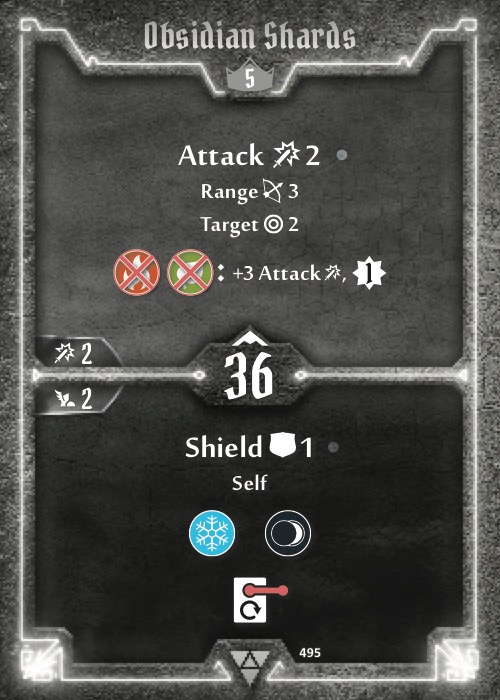 Obsidian Shards
5
Attack 2
Range 3
Target 2
: +3 Attack , 1
2
36
2
Shield 1
Self
495